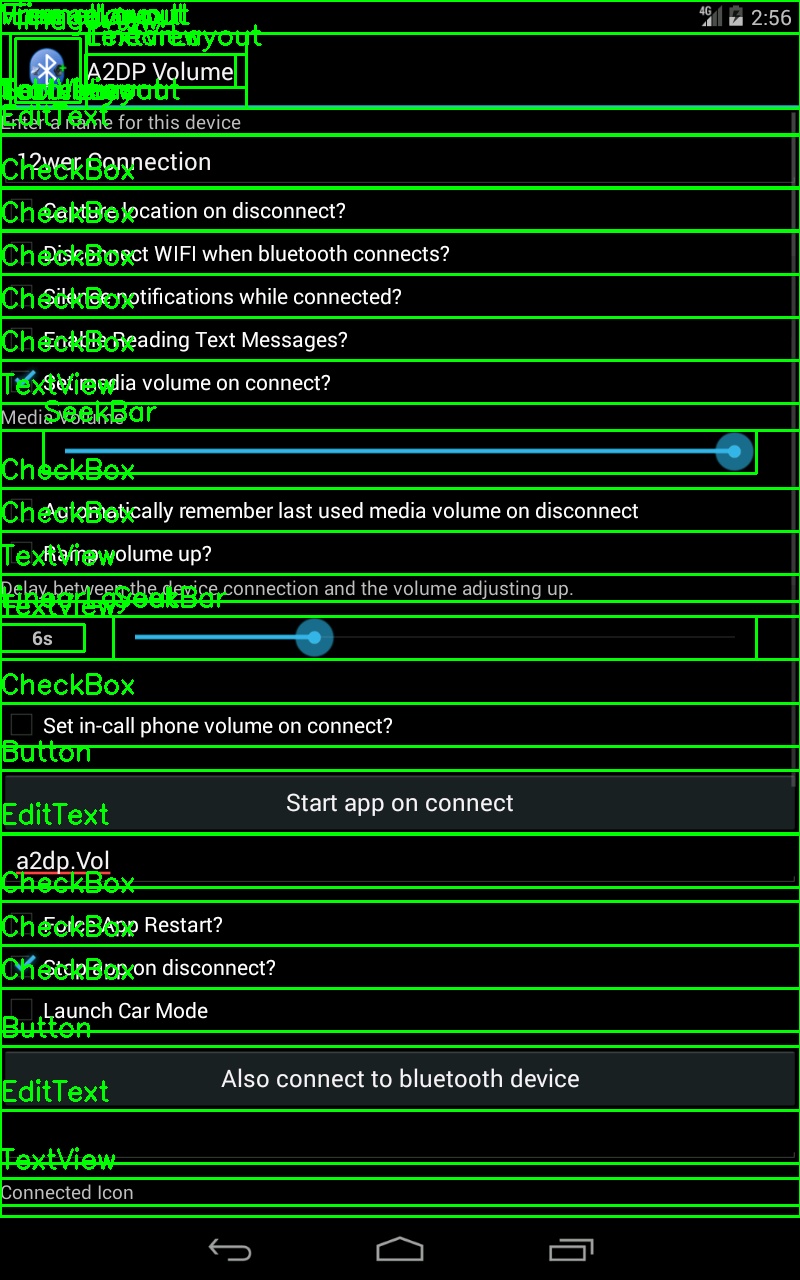 4G 2:56
TextView
A2DP Volume
EditText
Enter a name for this device
12wer Connection
CheckBox
Capture location on disconnect?
CheckBox
Disconnect WIFI when bluetooth connects?
CheckBox
Silence notifications while connected?
CheckBox
Enable Reading Text Messages?
CheckBox
Set media volume on connect?
TextView
SeekBar
Media Volume
CheckBox
Automatically remember last used media volume on disconnect
CheckBox
Ramp volume up?
TextView
Delay between the device connection and the volume adjusting up.
SeekBar
TextView
6s
CheckBox
Set in-call phone volume on connect?
Button
Start app on connect
EditText
a2dp.Vol
CheckBox
Force App Restart?
CheckBox
Stop app on disconnect?
CheckBox
Launch Car Mode
Button
Also connect to bluetooth device
EditText
TextView
Connected Icon